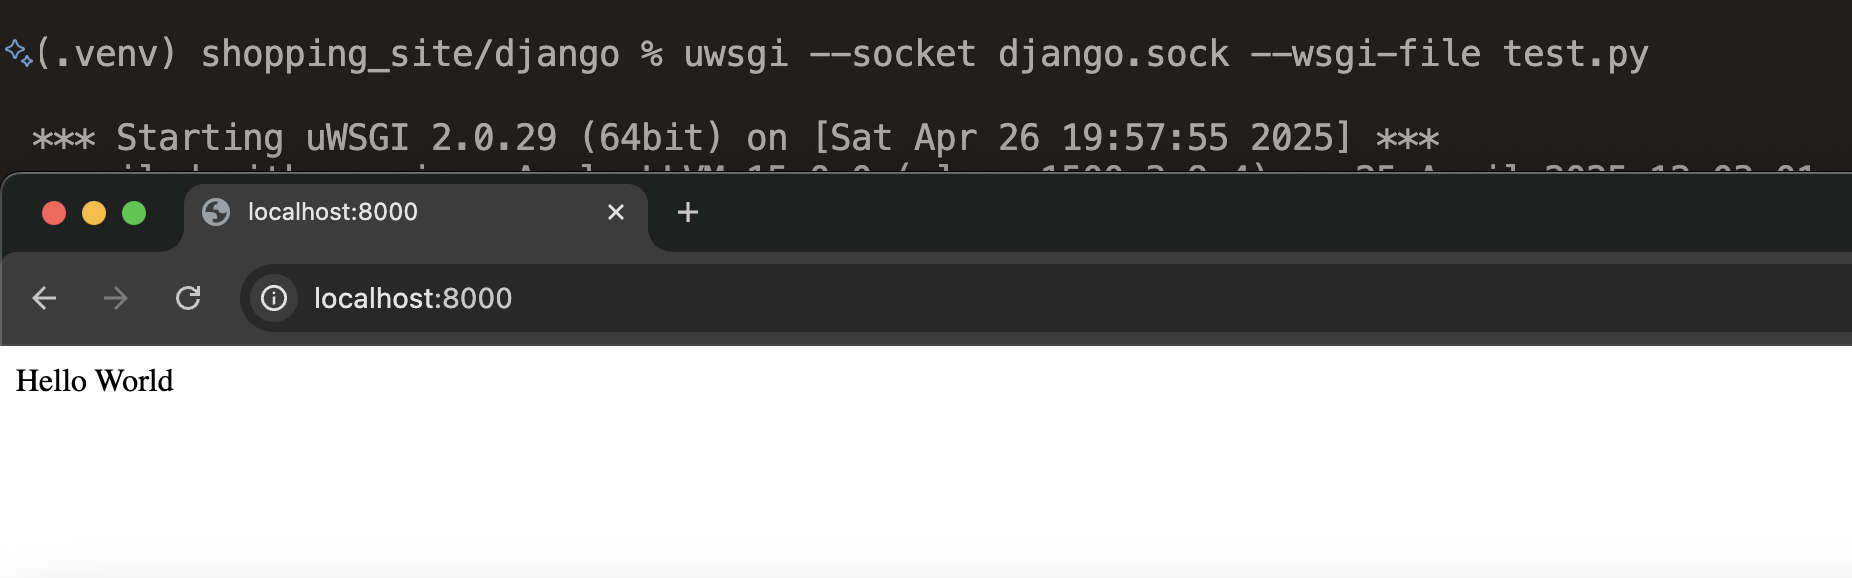 (.venv) shopping_site/django % uwsgi --socket django.sock --wsgi-file test.py
*** Starting uWSGI 2.0.29 (64bit) on [Sat Apr 26 19:57:55 2025] ***
localhost:8000
localhost:8000
Hello World